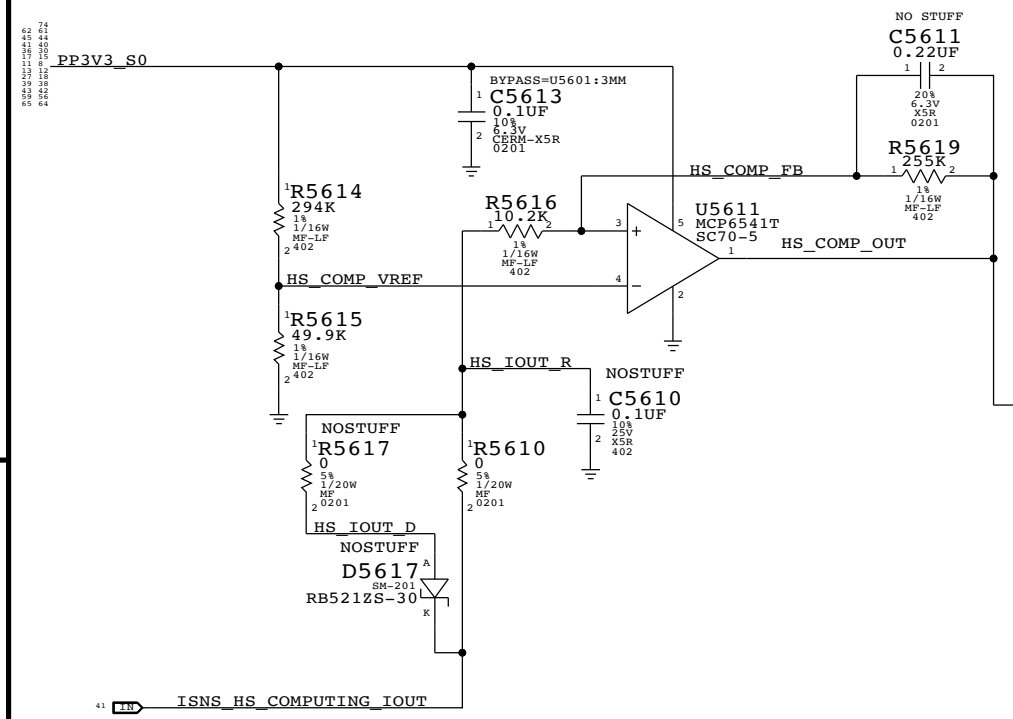 74
62 61
45 44
41 40
36 30
17 15
11 8
13 12
27 18
39 38
43 42
59 56
65 64
PP3V3_S0
NO STUFF
C5611
0.22UF
1 2
20%
6.3V
X5R
0201
BYPASS=U5601:3MM
1
C5613
0.1UF
10%
6.3V
CERM-X5R
0201
2
R5619
255K
1 2
1%
1/16W
MF-LF
402
HS_COMP_FB
1
R5614
294K
1%
1/16W
MF-LF
402
2
R5616
10.2K
1 2
1%
1/16W
MF-LF
402
U5611
MCP6541T
SC70-5
3
+
5
1
4
-
2
HS_COMP_OUT
HS_COMP_VREF
1
R5615
49.9K
1%
1/16W
MF-LF
402
2
HS_IOUT_R
NOSTUFF
1
C5610
0.1UF
10%
25V
X5R
402
2
NOSTUFF
1
R5617
0
5%
1/20W
MF
0201
2
1
R5610
0
5%
1/20W
MF
0201
2
HS_IOUT_D
NOSTUFF
A
D5617
SM-201
RB521ZS-30
K
41 IN ISNS_HS_COMPUTING_IOUT